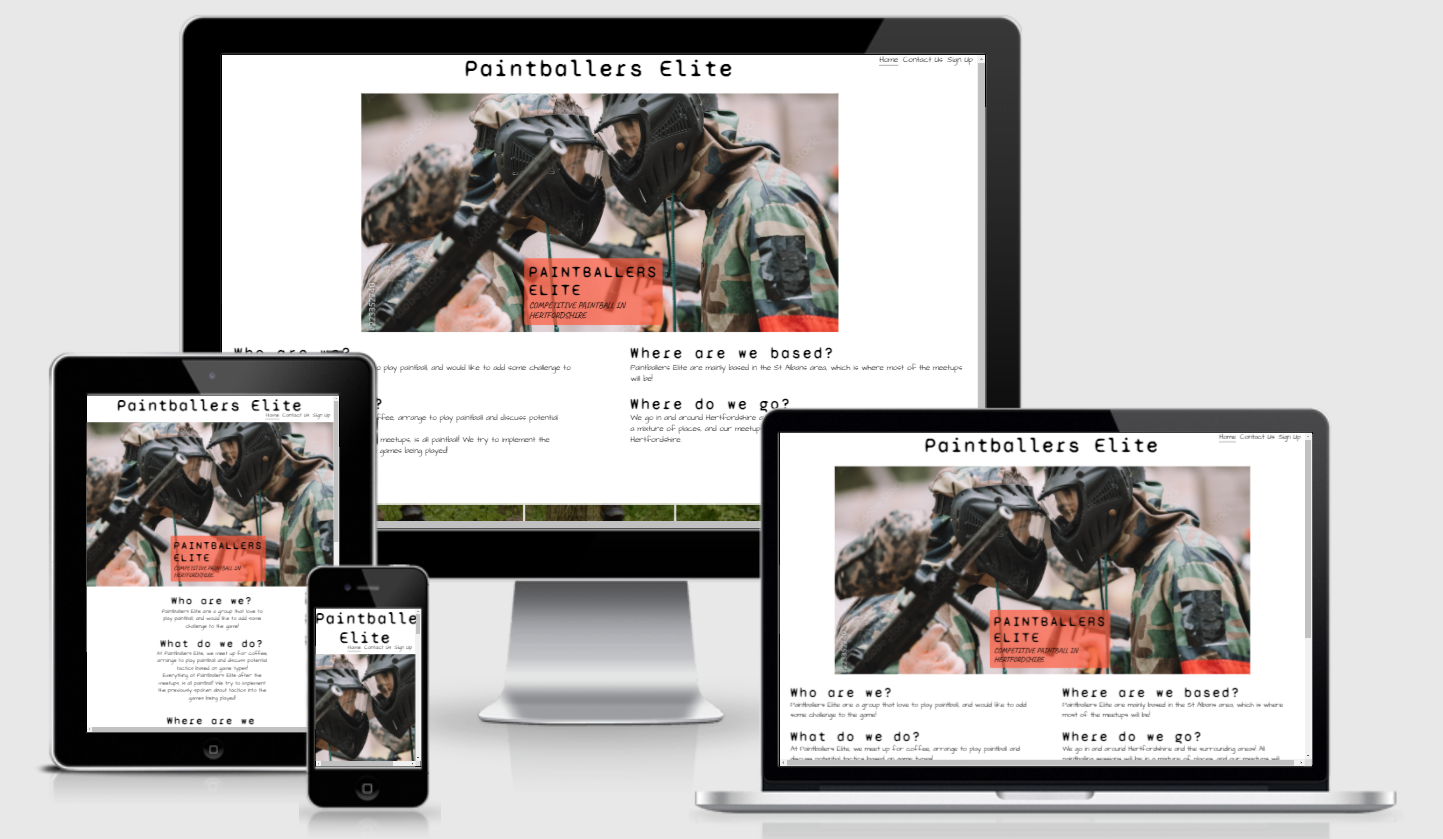 Paintballers Elite
Home Contact Us Sign Up
PAINTBALLERS
ELITE
COMPETITIVE PAINTBALL IN
HERTFORDSHIRE
Who are we?
o play paintball, and would like to add some challenge to
?
ffee, arrange to play paintball and discuss potential
meetups, is all paintball! We try to implement the
games being played!
Where are we based?
Paintballers Elite are mainly based in the St Albans area, which is where most of the meetups
will be!
Where do we go?
We go in and around Hertfordshire a
a mixture of places, and our meetup
Hertfordshire.
Paintballers Elite
Home Contact Us Sign Up
PAINTBALLERS
ELITE
COMPETITIVE PAINTBALL IN
HERTFORDSHIRE
Who are we?
Paintballers Elite are a group that love to
play paintball, and would like to add some
challenge to the game!
What do we do?
At Paintballers Elite, we meet up for coffee,
arrange to play paintball and discuss potential
tactics based on game types!
Everything at Paintballers Elite after the
meetups, is all paintball! We try to implement
the previously spoken about tactics into the
games being played!
Where are we
Paintballe
Elite
Home Contact Us Sign Up
Paintballers Elite
Home Contact Us Sign Up
PAINTBALLERS
ELITE
COMPETITIVE PAINTBALL IN
HERTFORDSHIRE
Who are we?
Paintballers Elite are a group that love to play paintball, and would like to add
some challenge to the game!
What do we do?
At Paintballers Elite, we meet up for coffee, arrange to play paintball and
discuss potential tactics based on game types!
Where are we based?
Paintballers Elite are mainly based in the St Albans area, which is where
most of the meetups will be!
Where do we go?
We go in and around Hertfordshire and the surrounding areas! All
paintballing sessions will be in a mixture of places, and our meetups will